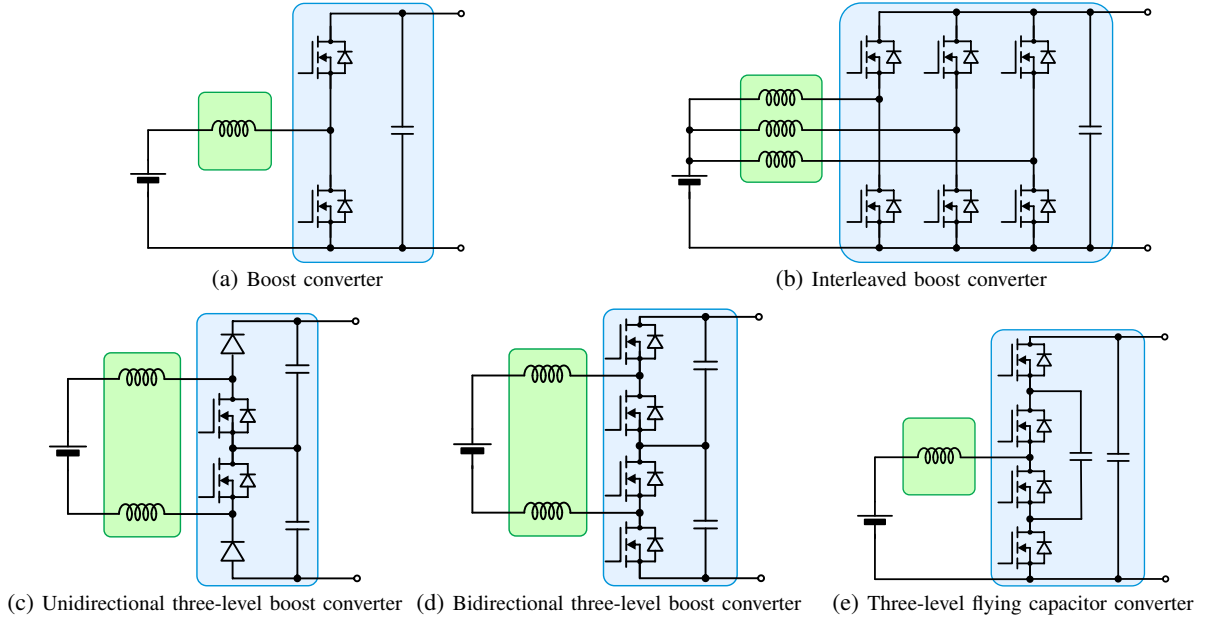 (a) Boost converter
(b) Interleaved boost converter
(c) Unidirectional three-level boost converter
(d) Bidirectional three-level boost converter
(e) Three-level flying capacitor converter